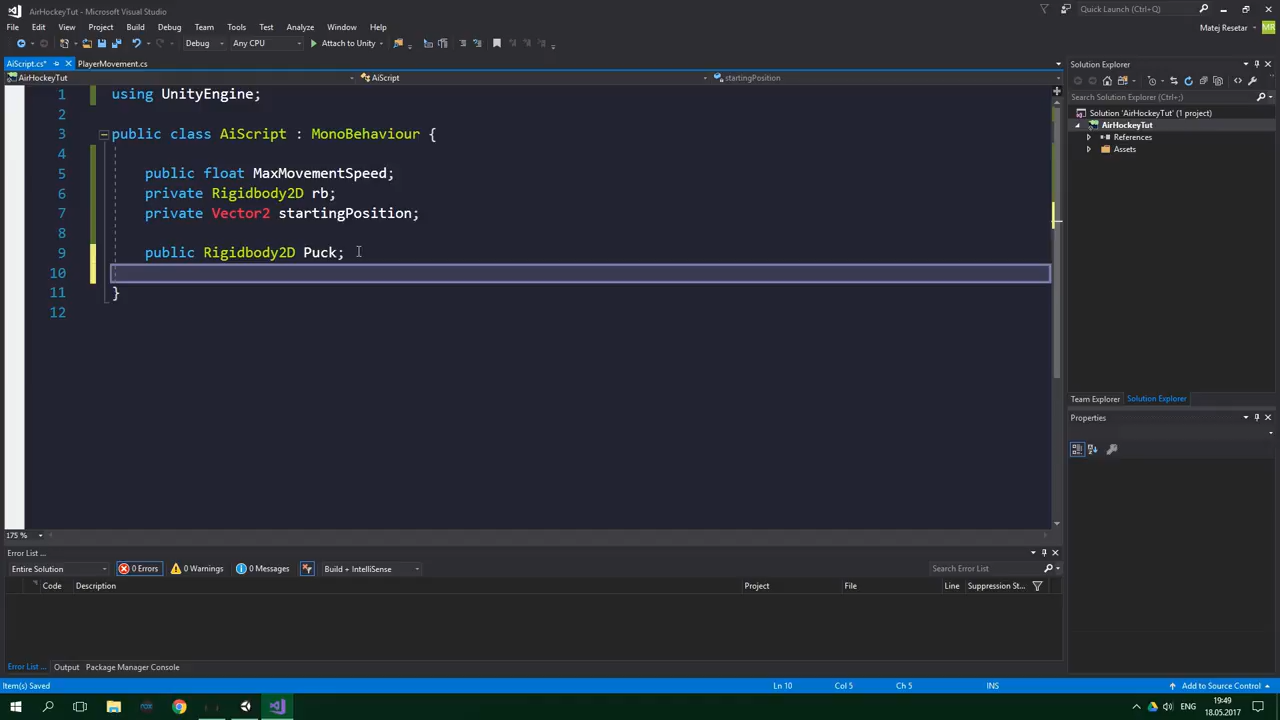 AirHockeyTut - Microsoft Visual Studio
Quick Launch (Ctrl+Q)
File Edit View Project Build Debug Team Tools Test Analyze Window Help
Matej Resetar MR
Debug Any CPU Attach to Unity
AiScript.cs* PlayerMovement.cs
AirHockeyTut AiScript startingPosition
1 using UnityEngine;
2
3 public class AiScript : MonoBehaviour {
4
5 public float MaxMovementSpeed;
6 private Rigidbody2D rb;
7 private Vector2 startingPosition;
8
9 public Rigidbody2D Puck;
10
11 }
12
175 %
Solution Explorer
Search Solution Explorer (Ctrl+;)
Solution 'AirHockeyTut' (1 project)
AirHockeyTut
References
Assets
Team Explorer Solution Explorer
Properties
Error List ...
Entire Solution 0 Errors 0 Warnings 0 Messages Build + IntelliSense Search Error List
Code Description Project File Line Suppression St...
Error List ... Output Package Manager Console
Item(s) Saved Ln 10 Col 5 Ch 5 INS Add to Source Control
ENG 19:49
18.05.2017